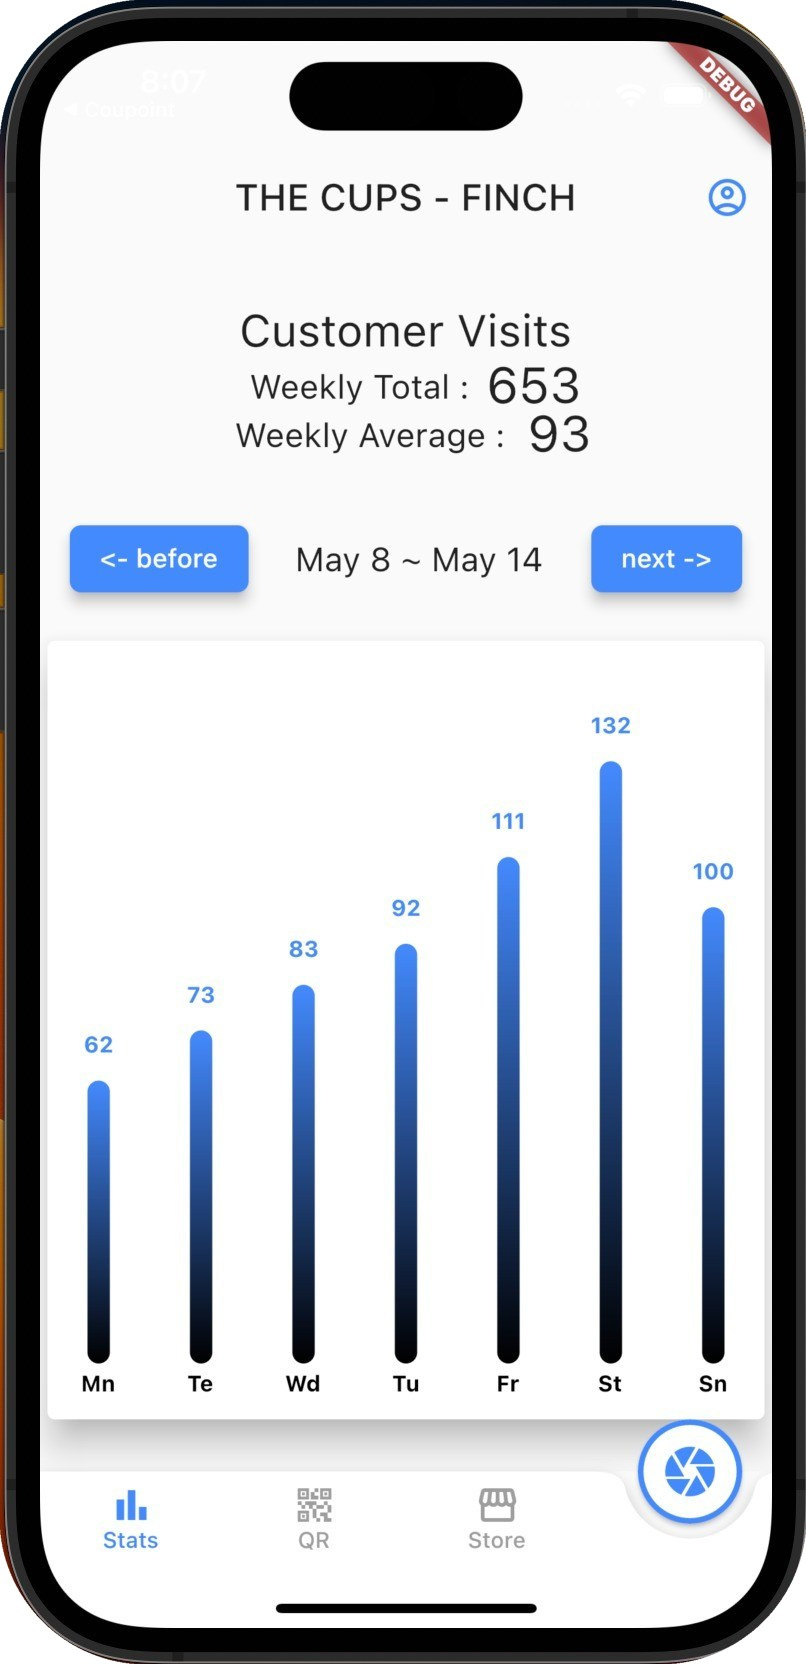 8:07
◀ Coupoint
DEBUG
THE CUPS - FINCH
Customer Visits
Weekly Total : 653
Weekly Average : 93
<- before
May 8 ~ May 14
next ->
132
111
100
92
83
73
62
Mn Te Wd Tu Fr St Sn
Stats
QR
Store